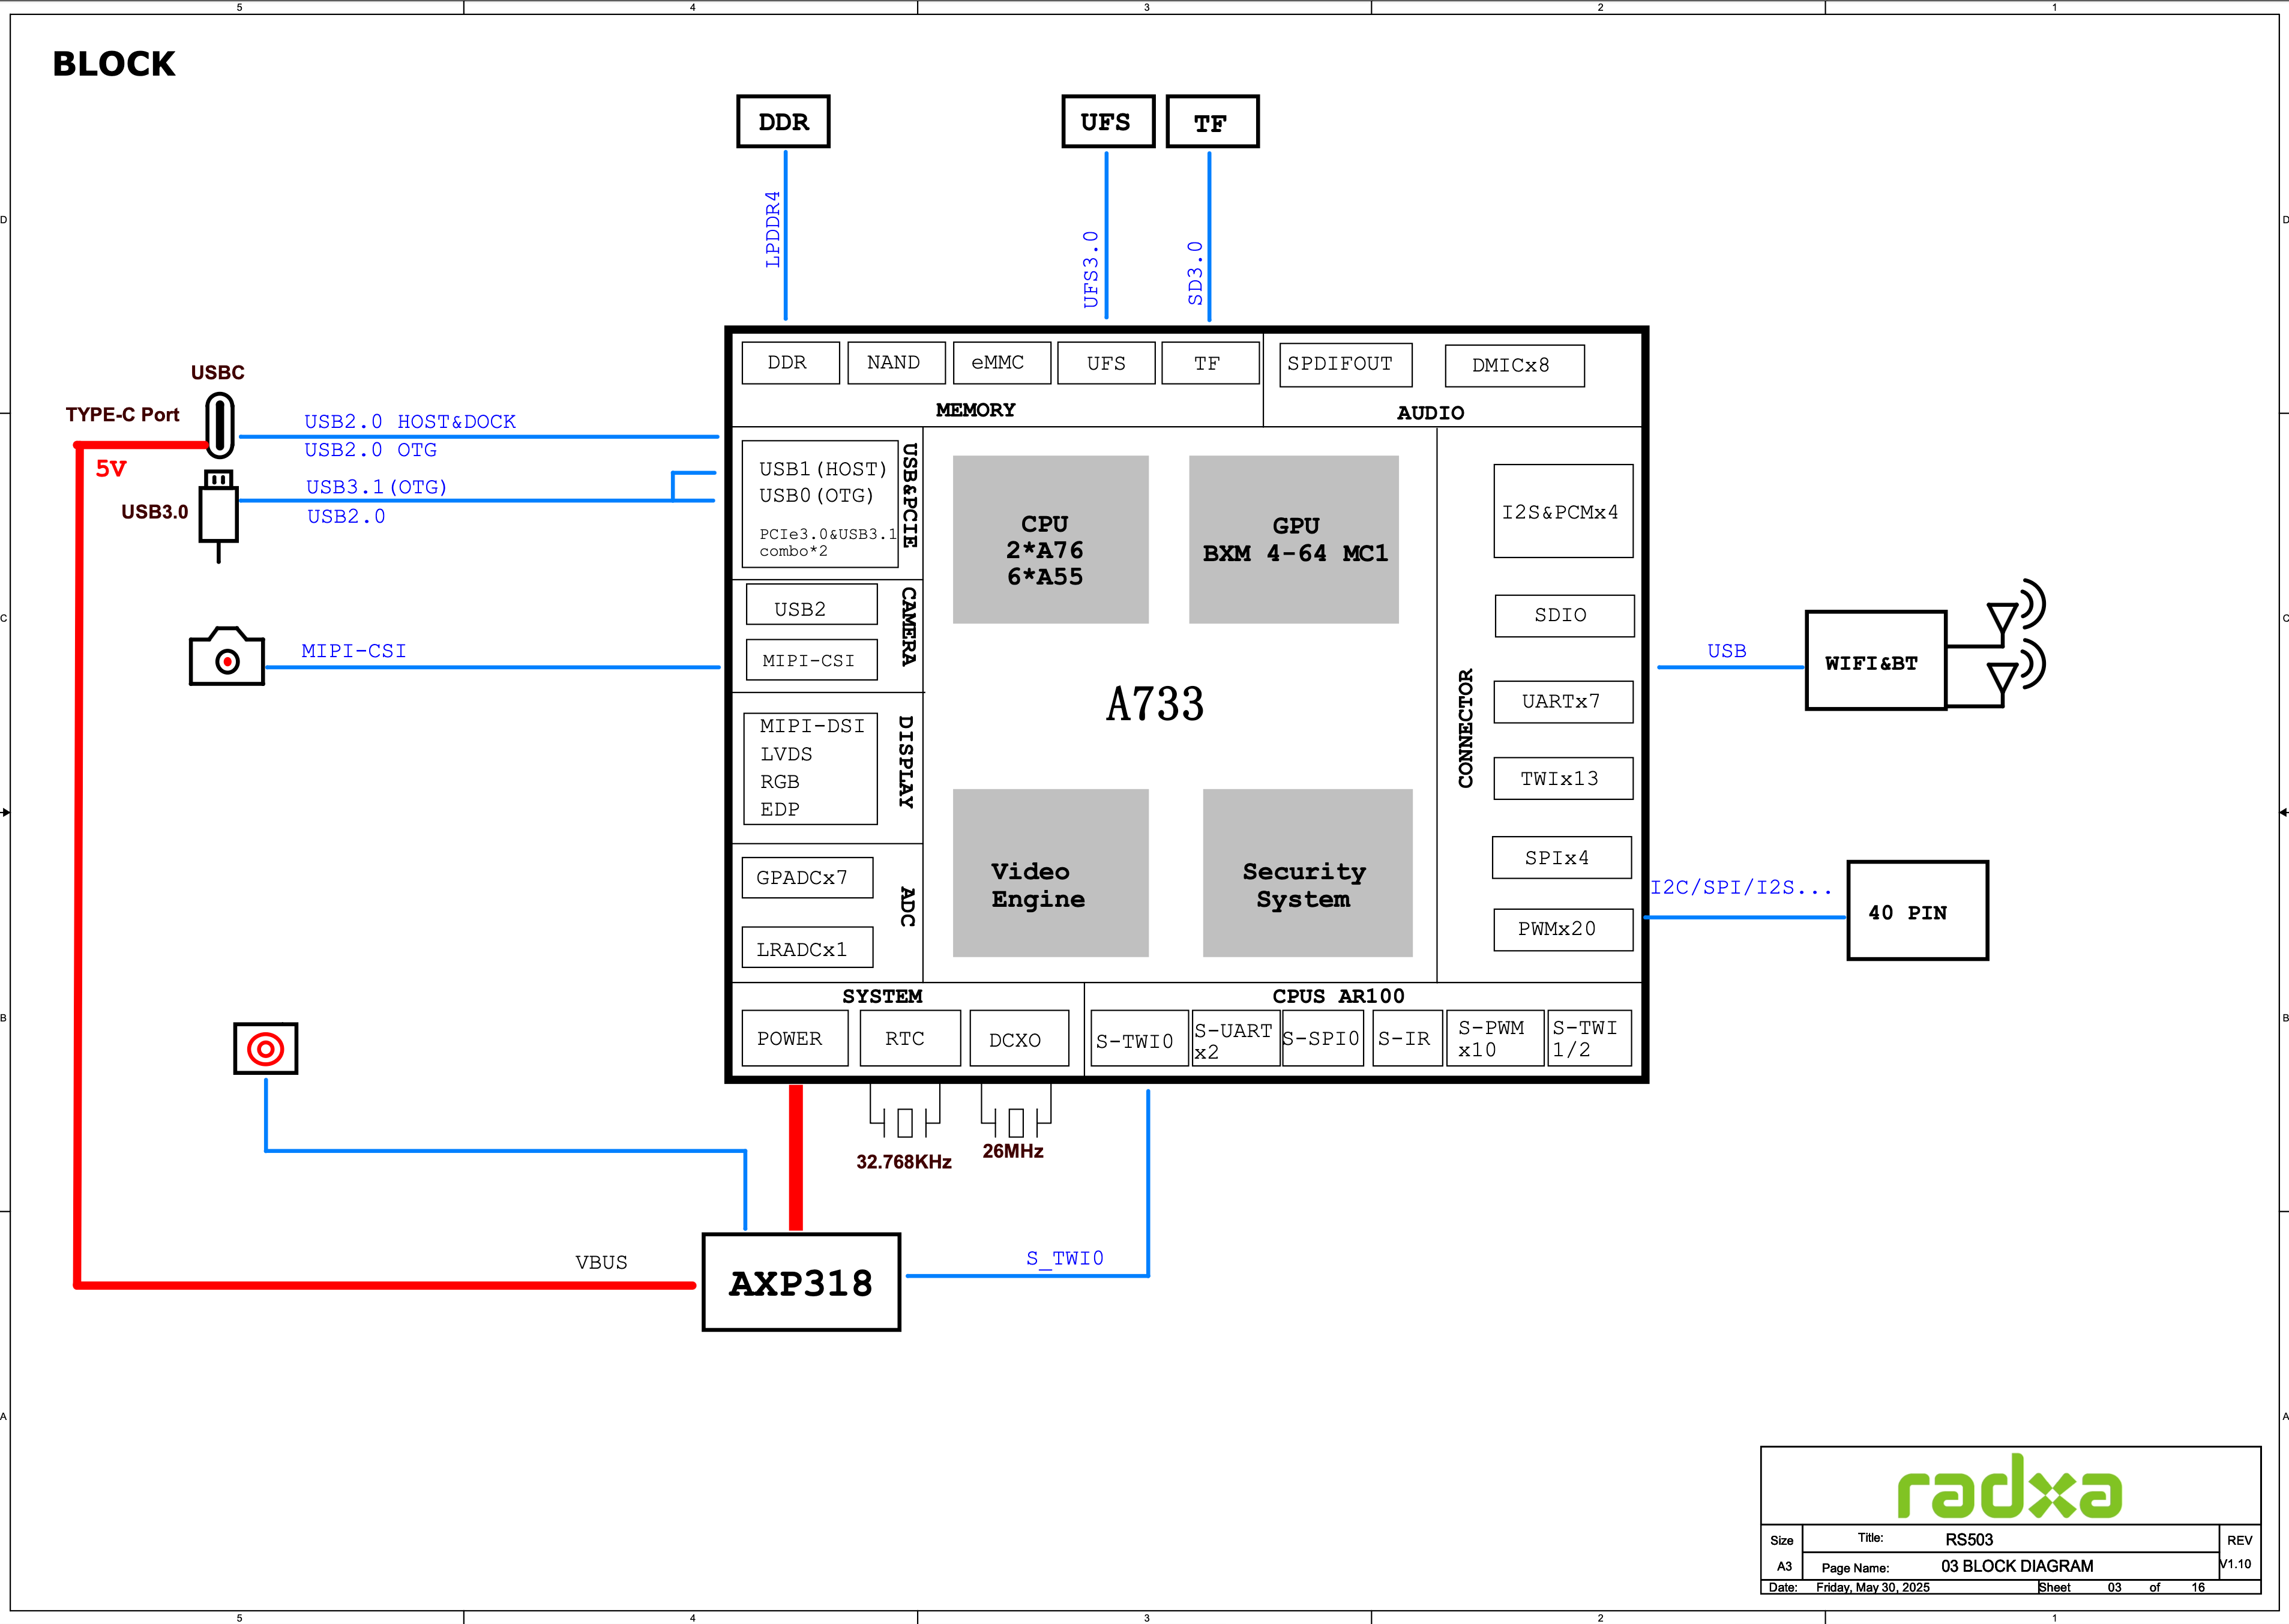 5 4 3 2 1
BLOCK
DDR
UFS
TF
D
D
LPDDR4
UFS3.0
SD3.0
USBC
TYPE-C Port
5V
USB3.0
USB2.0 HOST&DOCK
USB2.0 OTG
USB3.1(OTG)
USB2.0
MIPI-CSI
C
C
DDR
NAND
eMMC
UFS
TF
MEMORY
SPDIFOUT
DMICx8
AUDIO
USB1(HOST)
USB0(OTG)
PCIe3.0&USB3.1
combo*2
USB&PCIE
USB2
MIPI-CSI
CAMERA
MIPI-DSI
LVDS
RGB
EDP
DISPLAY
GPADCx7
LRADCx1
ADC
CPU
2*A76
6*A55
GPU
BXM 4-64 MC1
A733
Video
Engine
Security
System
CONNECTOR
I2S&PCMx4
SDIO
UARTx7
TWIx13
SPIx4
PWMx20
USB
WIFI&BT
I2C/SPI/I2S...
40 PIN
B
B
SYSTEM
POWER
RTC
DCXO
CPUS AR100
S-TWI0
S-UART
x2
S-SPI0
S-IR
S-PWM
x10
S-TWI
1/2
32.768KHz
26MHz
VBUS
AXP318
S_TWI0
A
A
radxa
Size
A3
Title: RS503
Page Name: 03 BLOCK DIAGRAM
REV
V1.10
Date: Friday, May 30, 2025
Sheet 03 of 16
5 4 3 2 1